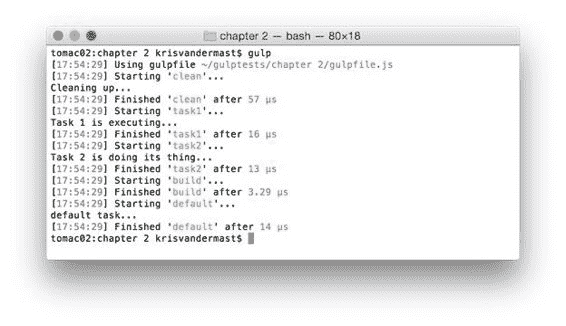 chapter 2 — bash — 80×18
tomac02:chapter 2 krisvandermast$ gulp
[17:54:29] Using gulpfile ~/gulptests/chapter 2/gulpfile.js
[17:54:29] Starting 'clean'...
Cleaning up...
[17:54:29] Finished 'clean' after 57 μs
[17:54:29] Starting 'task1'...
Task 1 is executing...
[17:54:29] Finished 'task1' after 16 μs
[17:54:29] Starting 'task2'...
Task 2 is doing its thing...
[17:54:29] Finished 'task2' after 13 μs
[17:54:29] Starting 'build'...
[17:54:29] Finished 'build' after 3.29 μs
[17:54:29] Starting 'default'...
default task...
[17:54:29] Finished 'default' after 14 μs
tomac02:chapter 2 krisvandermast$